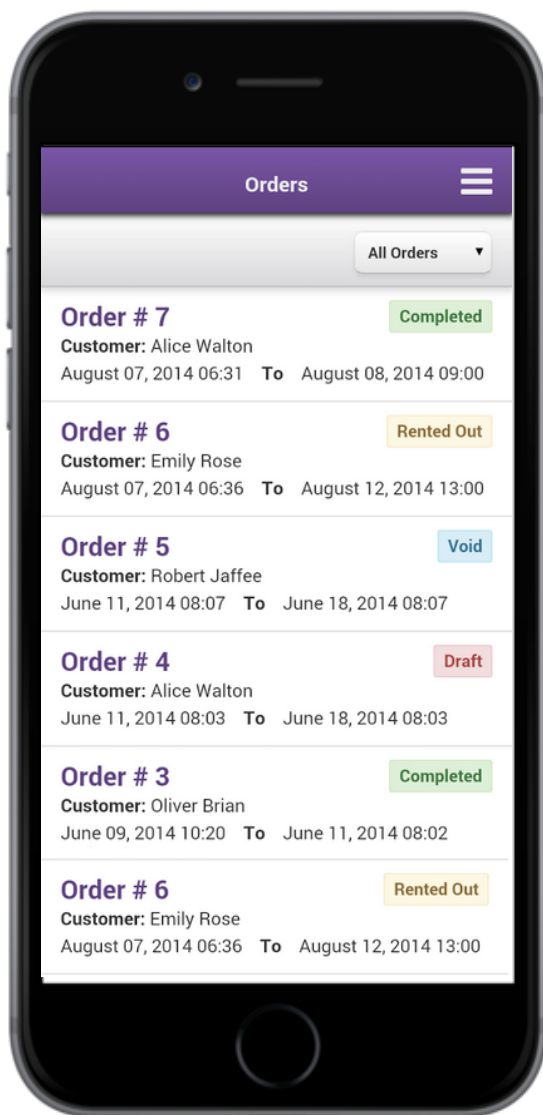 Orders
All Orders
Order # 7 Completed
Customer: Alice Walton
August 07, 2014 06:31 To August 08, 2014 09:00
Order # 6 Rented Out
Customer: Emily Rose
August 07, 2014 06:36 To August 12, 2014 13:00
Order # 5 Void
Customer: Robert Jaffee
June 11, 2014 08:07 To June 18, 2014 08:07
Order # 4 Draft
Customer: Alice Walton
June 11, 2014 08:03 To June 18, 2014 08:03
Order # 3 Completed
Customer: Oliver Brian
June 09, 2014 10:20 To June 11, 2014 08:02
Order # 6 Rented Out
Customer: Emily Rose
August 07, 2014 06:36 To August 12, 2014 13:00